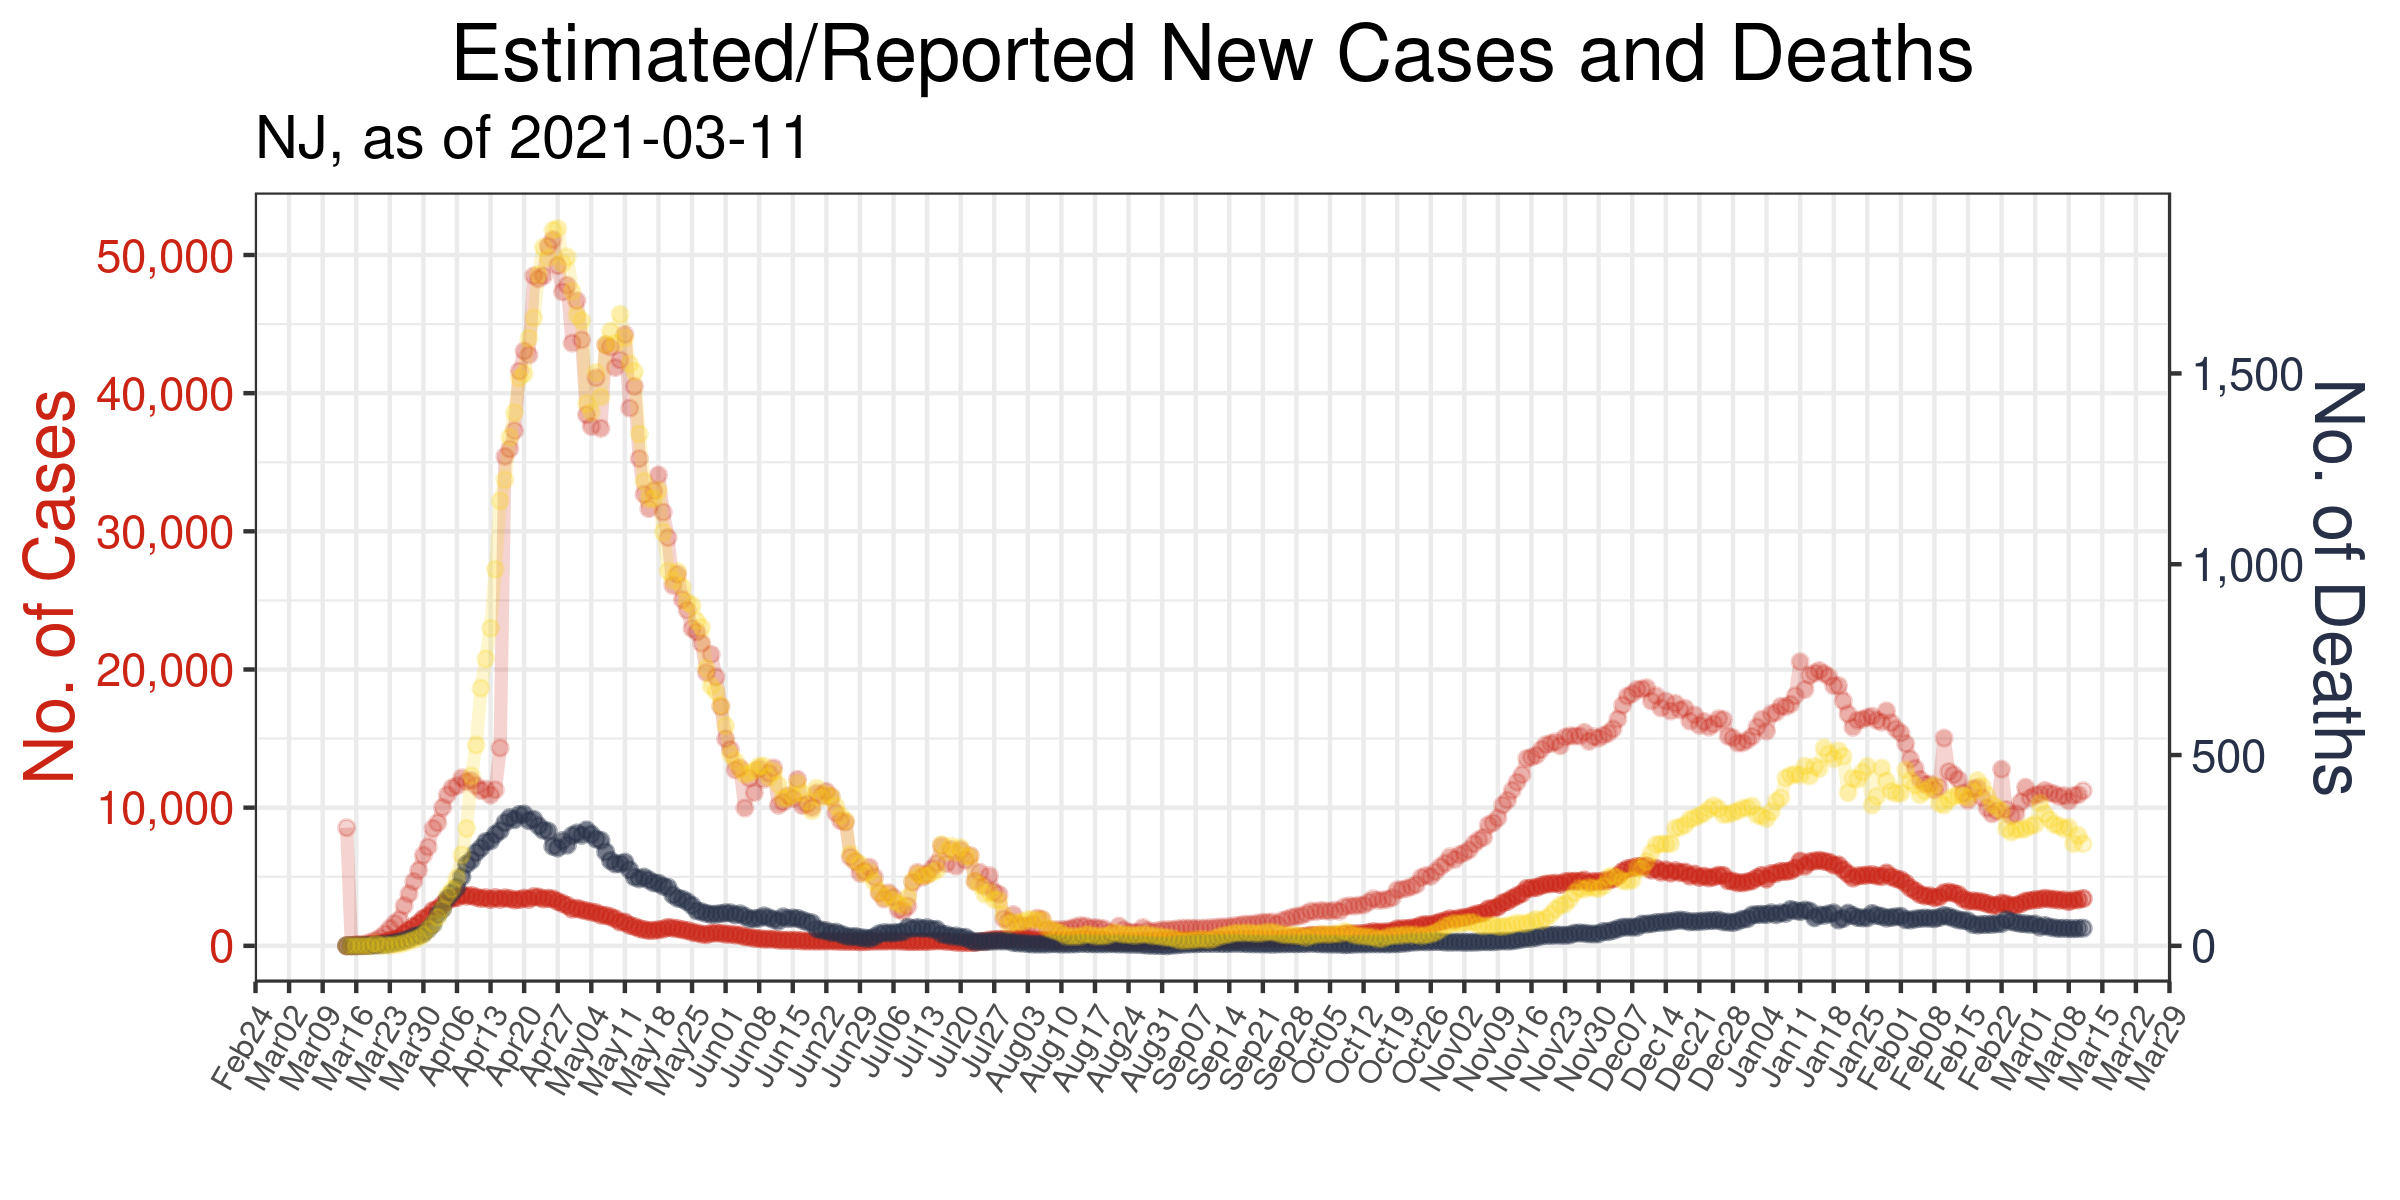 Estimated/Reported New Cases and Deaths
NJ, as of 2021-03-11
No. of Cases
50,000
40,000
30,000
20,000
10,000
0
1,500
1,000
500
0
No. of Deaths
Feb24
Mar02
Mar09
Mar16
Mar23
Mar30
Apr06
Apr13
Apr20
Apr27
May04
May11
May18
May25
Jun01
Jun08
Jun15
Jun22
Jun29
Jul06
Jul13
Jul20
Jul27
Aug03
Aug10
Aug17
Aug24
Aug31
Sep07
Sep14
Sep21
Sep28
Oct05
Oct12
Oct19
Oct26
Nov02
Nov09
Nov16
Nov23
Nov30
Dec07
Dec14
Dec21
Dec28
Jan04
Jan11
Jan18
Jan25
Feb01
Feb08
Feb15
Feb22
Mar01
Mar08
Mar15
Mar22
Mar29